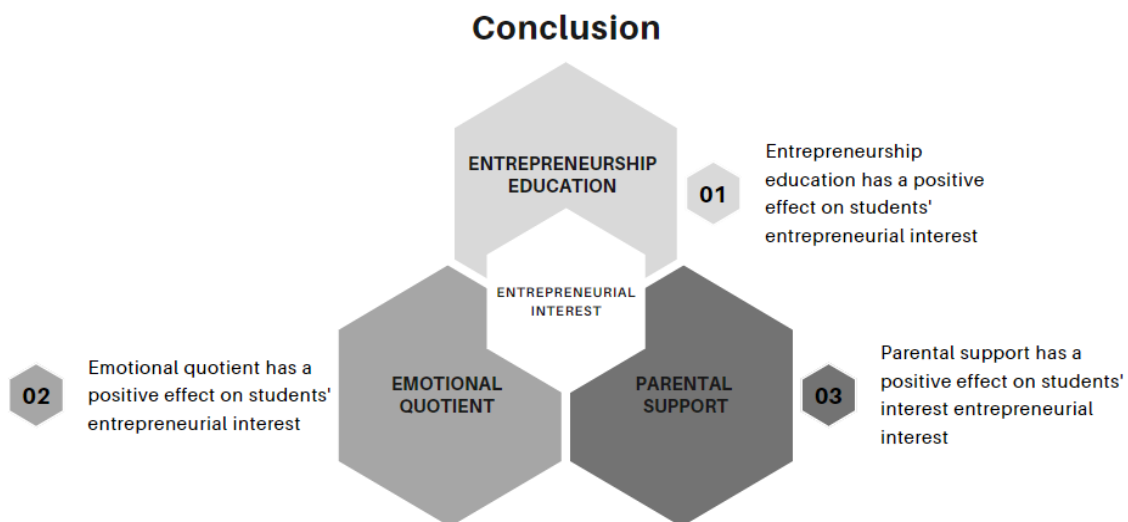 Conclusion
ENTREPRENEURSHIP
EDUCATION
01
Entrepreneurship
education has a positive
effect on students'
entrepreneurial interest
ENTREPRENEURIAL
INTEREST
02
Emotional quotient has a
positive effect on students'
entrepreneurial interest
EMOTIONAL
QUOTIENT
PARENTAL
SUPPORT
03
Parental support has a
positive effect on students'
interest entrepreneurial
interest